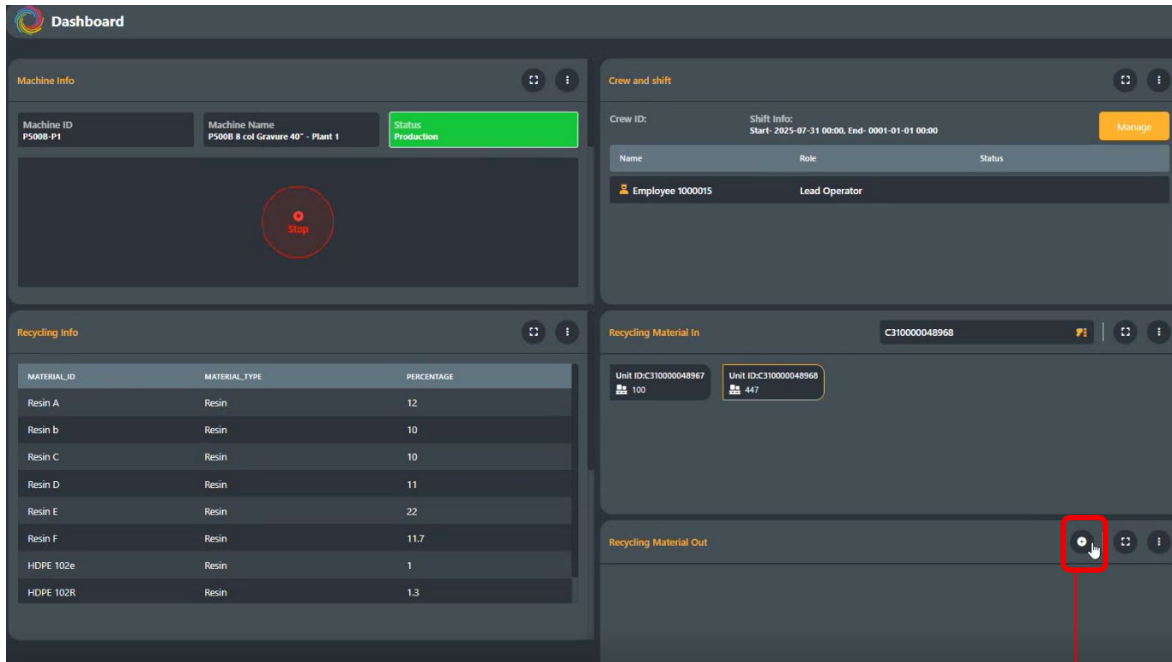 Dashboard
Machine Info
Machine ID
P500B-P1
Machine Name
P500B 8 col Gravure 40" - Plant 1
Status
Production
Stop
Crew and shift
Crew ID:
Shift Info:
Start- 2025-07-31 00:00, End- 0001-01-01 00:00
Manage
Name Role Status
Employee 1000015 Lead Operator
Recycling Info
MATERIAL_ID MATERIAL_TYPE PERCENTAGE
Resin A Resin 12
Resin b Resin 10
Resin C Resin 10
Resin D Resin 11
Resin E Resin 22
Resin F Resin 11.7
HDPE 102e Resin 1
HDPE 102R Resin 1.3
Recycling Material In
C310000048968
Unit ID:C310000048967
100
Unit ID:C310000048968
447
Recycling Material Out